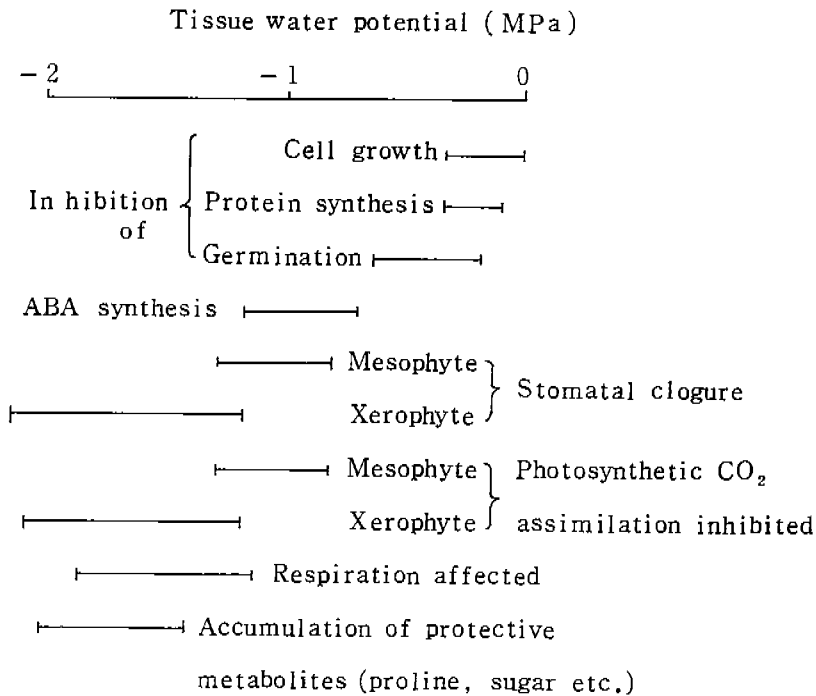 Tissue water potential (MPa)
-2 -1 0
Cell growth
In hibition Protein synthesis
of
Germination
ABA synthesis
Mesophyte
Stomatal clogure
Xerophyte
Mesophyte Photosynthetic CO₂
Xerophyte assimilation inhibited
Respiration affected
Accumulation of protective
metabolites (proline, sugar etc.)